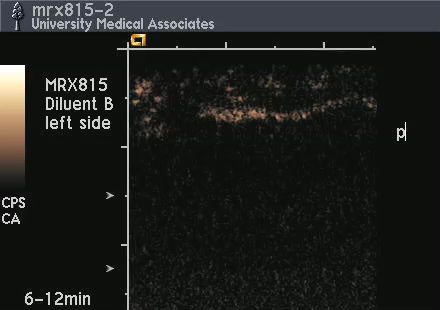 mrx815-2
University Medical Associates
MRX815
Diluent B
left side
p
CPS
CA
6-12min